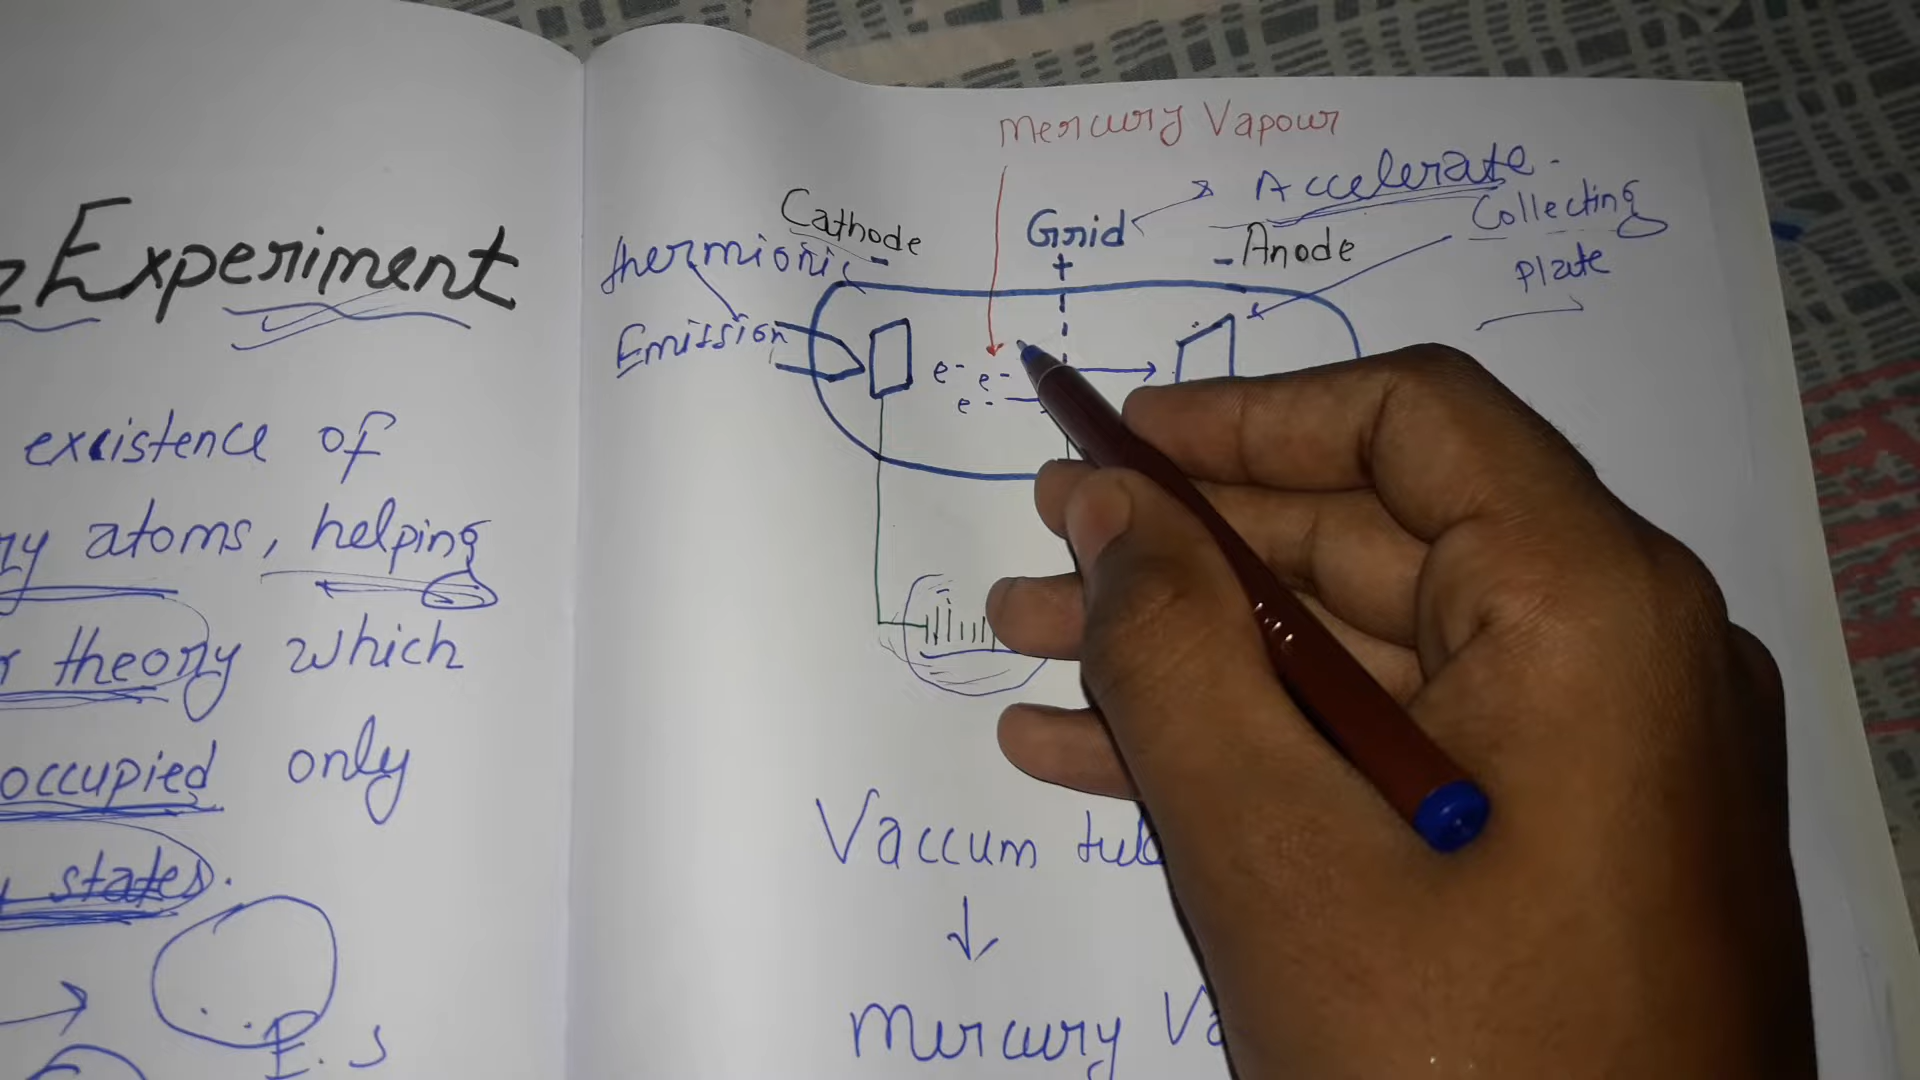 Experiment
existence of
atoms, helping
theory which
occupied only
states.
E.S
Mercury Vapour
Accelerate.
Collecting
plate
Cathode
Grid
- Anode
thermionic -
+
Emission
e- e-
e-
Vaccum
Mercury